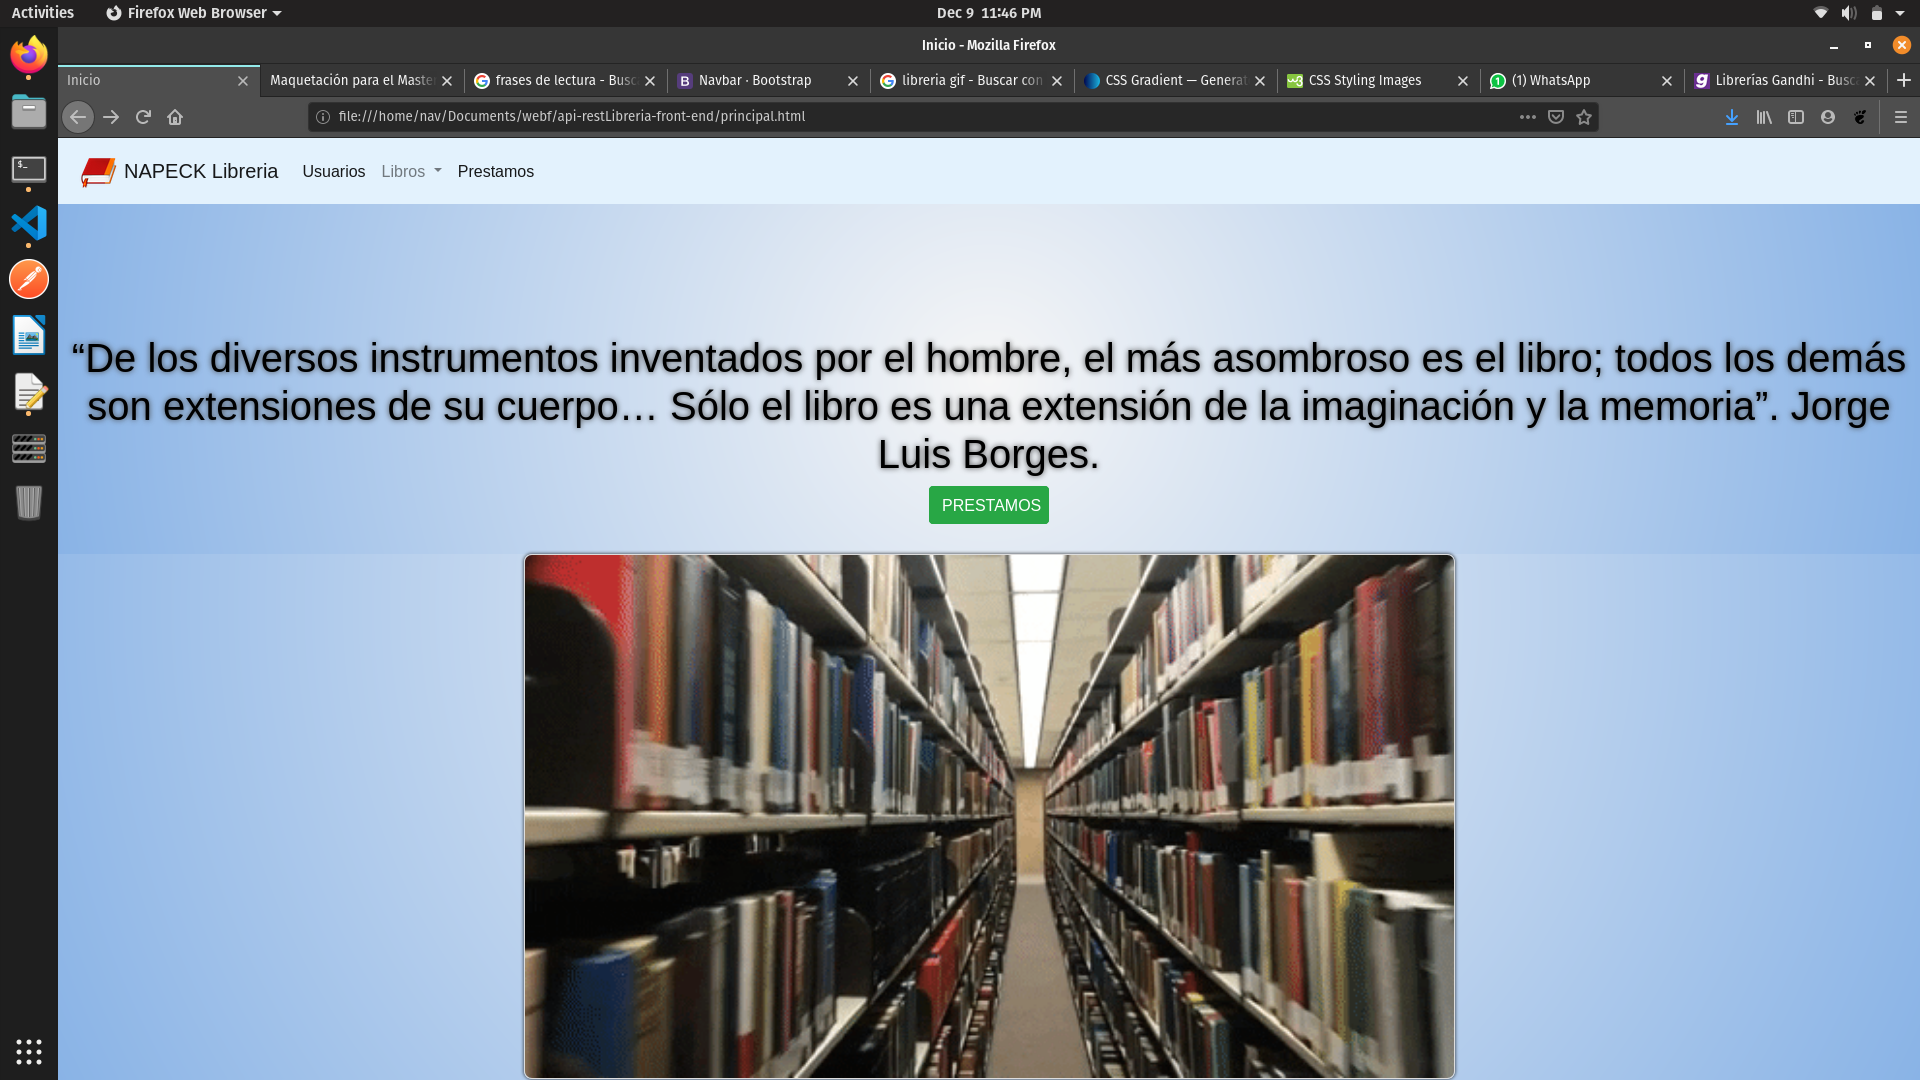 Activities
Firefox Web Browser
Dec 9 11:46 PM
Inicio - Mozilla Firefox
Inicio
Maquetación para el Maste
frases de lectura - Busc
B Navbar · Bootstrap
libreria gif - Buscar con
CSS Gradient — Generat
CSS Styling Images
(1) WhatsApp
Librerías Gandhi - Busc
file:///home/nav/Documents/webf/api-restLibreria-front-end/principal.html
NAPECK Libreria
Usuarios
Libros
Prestamos
“De los diversos instrumentos inventados por el hombre, el más asombroso es el libro; todos los demás
son extensiones de su cuerpo… Sólo el libro es una extensión de la imaginación y la memoria”. Jorge
Luis Borges.
PRESTAMOS